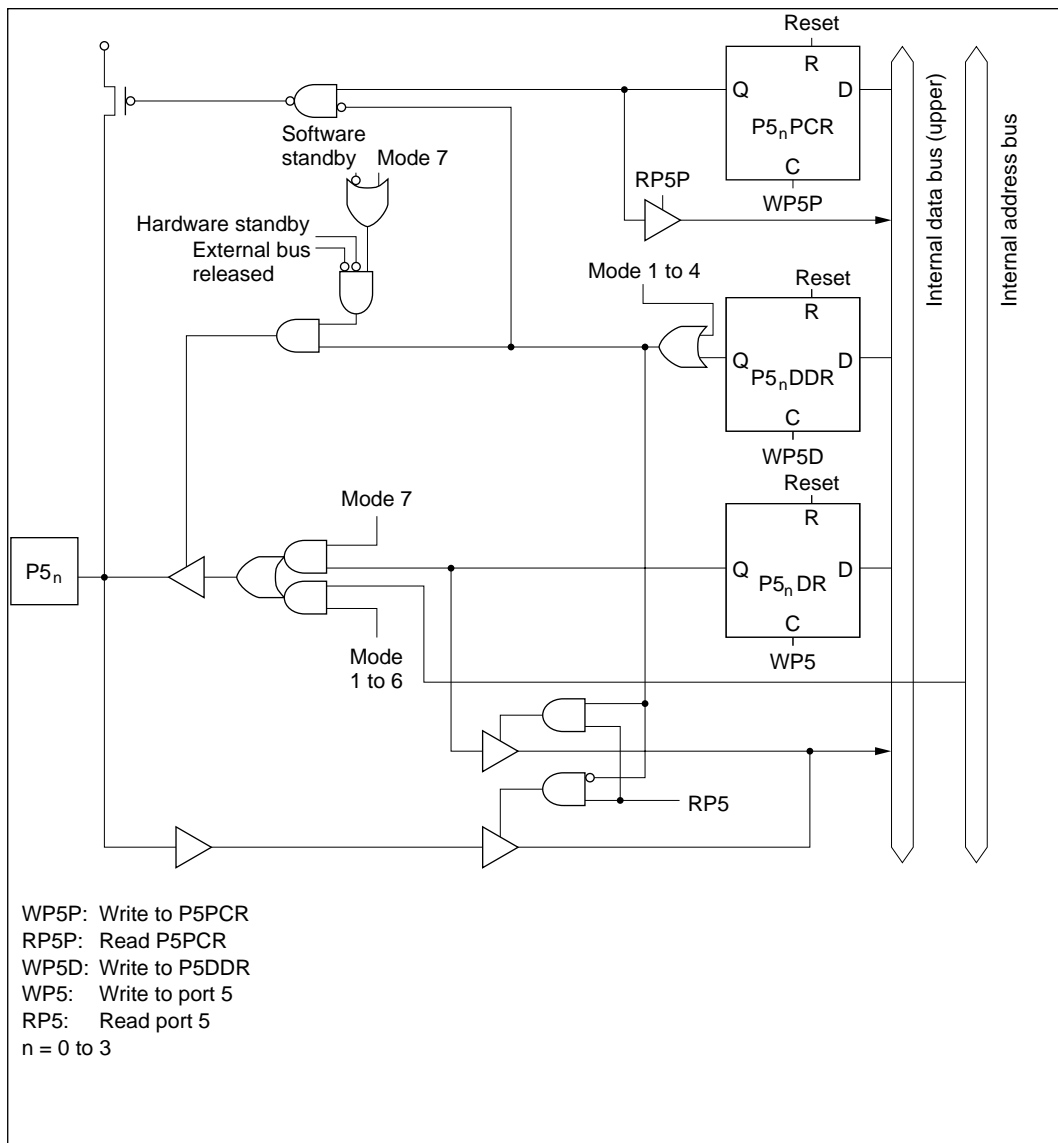 Reset
R
Q
D
P5nPCR
C
WP5P
RP5P
Internal data bus (upper)
Internal address bus
Software
standby
Mode 7
Hardware standby
External bus
released
Mode 1 to 4
Reset
R
Q
D
P5nDDR
C
WP5D
Reset
R
Q
D
P5n DR
C
WP5
Mode 7
P5n
Mode
1 to 6
RP5
WP5P: Write to P5PCR
RP5P: Read P5PCR
WP5D: Write to P5DDR
WP5: Write to port 5
RP5: Read port 5
n = 0 to 3